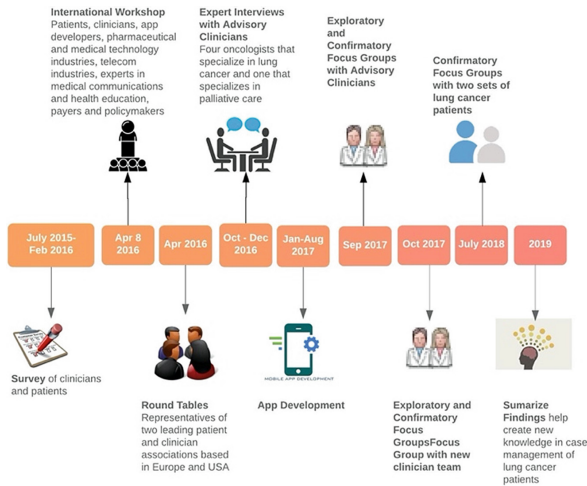 International Workshop
Patients, clinicians, app
developers, pharmaceutical
and medical technology
industries, telecom
industries, experts in
medical communications
and health education,
payers and policymakers
Expert Interviews
with Advisory
Clinicians
Four oncologists that
specialize in lung
cancer and one that
specializes in
palliative care
Exploratory
and
Confirmatory
Focus Groups
with Advisory
Clinicians
Confirmatory
Focus Groups
with two sets of
lung cancer
patients
July 2015-
Feb 2016
Apr 8
2016
Apr 2016
Oct - Dec
2016
Jan-Aug
2017
Sep 2017
Oct 2017
July 2018
2019
Survey of clinicians
and patients
Round Tables
Representatives of
two leading patient
and clinician
associations based
in Europe and USA
MOBILE APP DEVELOPMENT
App Development
Exploratory and
Confirmatory
Focus
GroupsFocus
Group with new
clinician team
Sumarize
Findings help
create new
knowledge in case
management of
lung cancer
patients